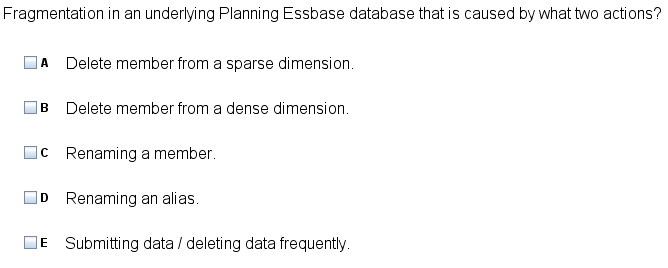 Fragmentation in an underlying Planning Essbase database that is caused by what two actions?
A Delete member from a sparse dimension.
B Delete member from a dense dimension.
C Renaming a member.
D Renaming an alias.
E Submitting data / deleting data frequently.